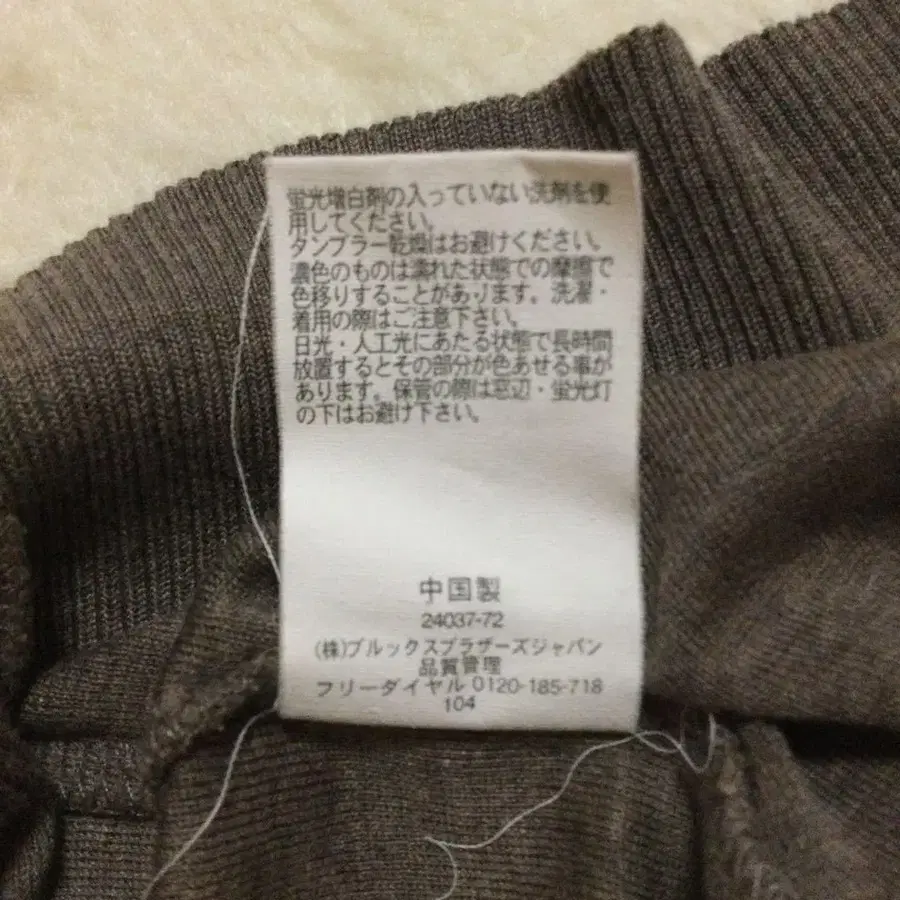 蛍光増白剤の入っていない洗剤を使
用してください。
タンブラー乾燥はお避けください。
濃色のものは濡れた状態での摩擦で
色移りすることがあります。洗濯・
着用の際はご注意下さい。
日光・人工光にあたる状態で長時間
放置するとその部分が色あせる事が
あります。保管の際は窓辺・蛍光灯
の下はお避け下さい。
中国製
24037-72
(株)ブルックスブラザーズジャパン
品質管理
フリーダイヤル 0120-185-718
104